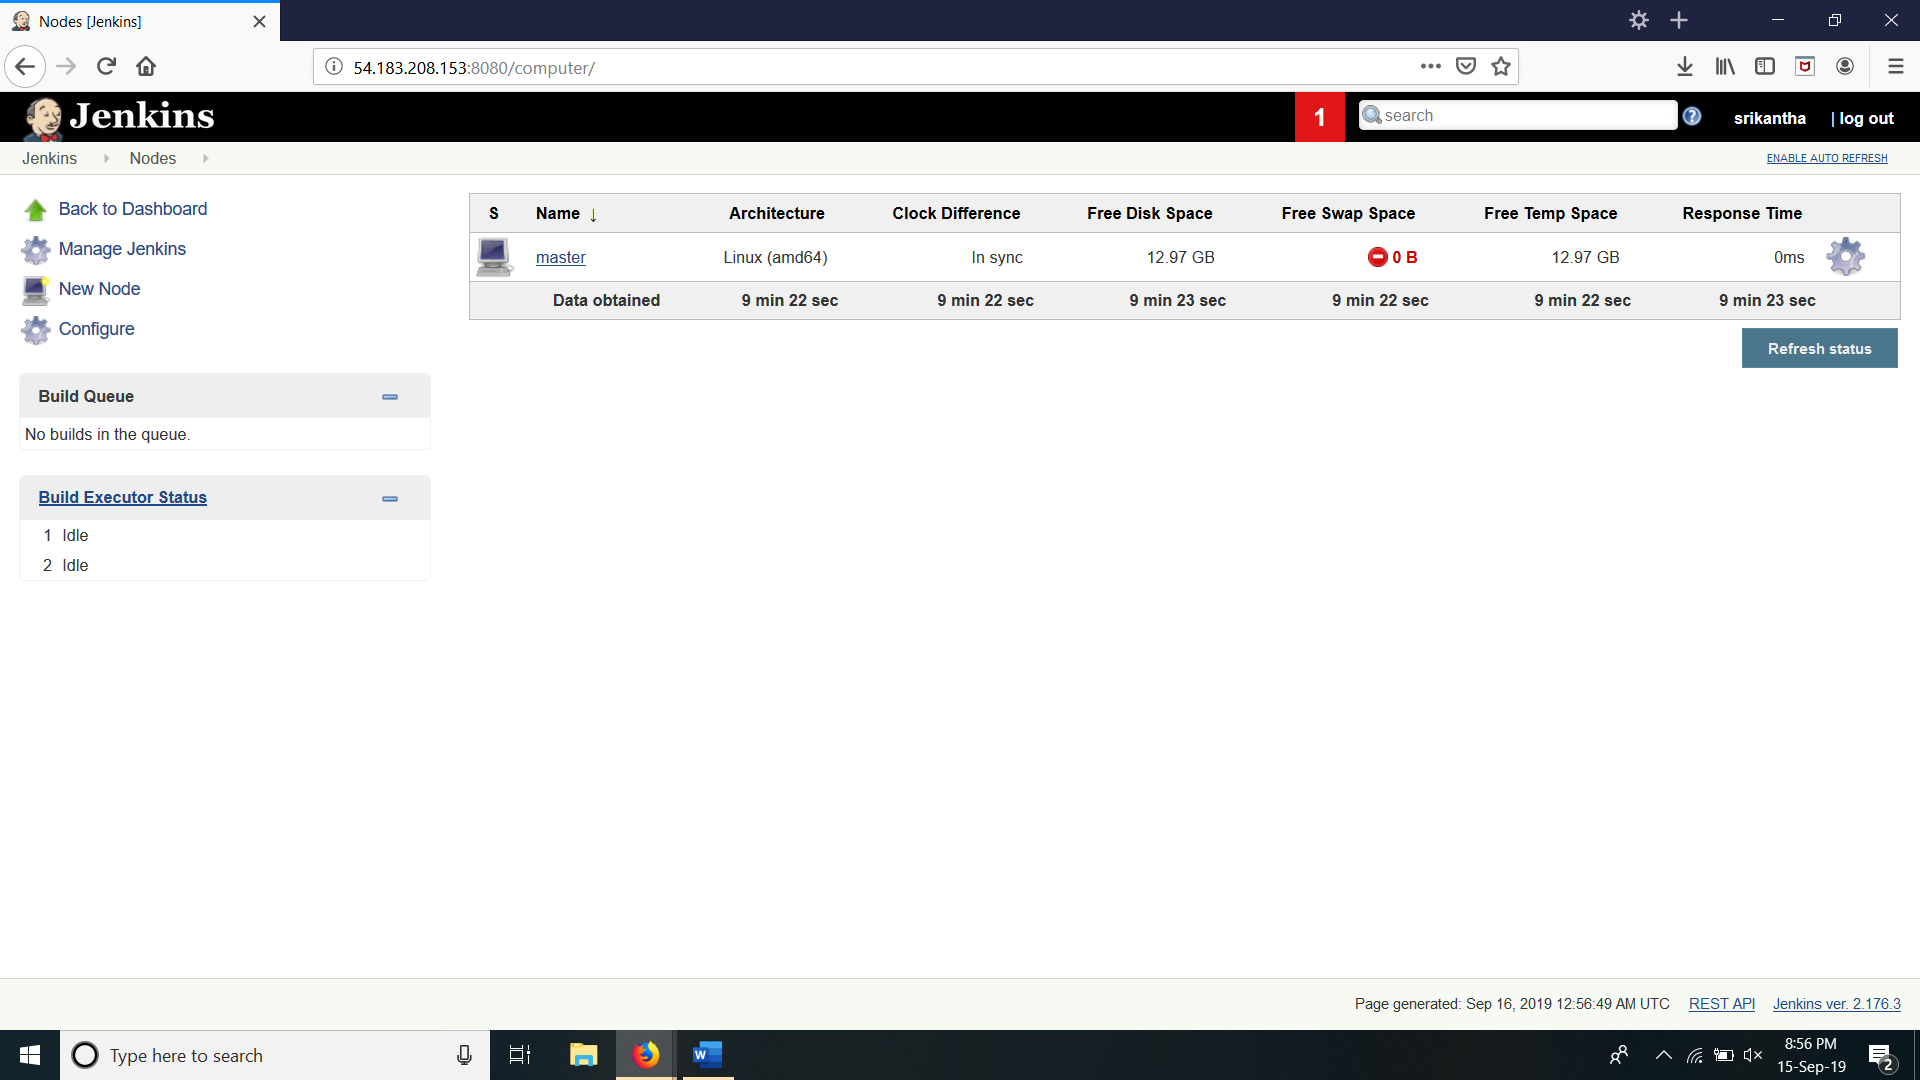 Nodes [Jenkins]
54.183.208.153:8080/computer/
Jenkins
1
search
srikantha
| log out
Jenkins
Nodes
ENABLE AUTO REFRESH
Back to Dashboard
Manage Jenkins
New Node
Configure
Build Queue
No builds in the queue.
Build Executor Status
1 Idle
2 Idle
S Name ↓ Architecture Clock Difference Free Disk Space Free Swap Space Free Temp Space Response Time
master Linux (amd64) In sync 12.97 GB 0 B 12.97 GB 0ms
Data obtained 9 min 22 sec 9 min 22 sec 9 min 23 sec 9 min 22 sec 9 min 22 sec 9 min 23 sec
Refresh status
Page generated: Sep 16, 2019 12:56:49 AM UTC REST API Jenkins ver. 2.176.3
Type here to search
8:56 PM
15-Sep-19
2